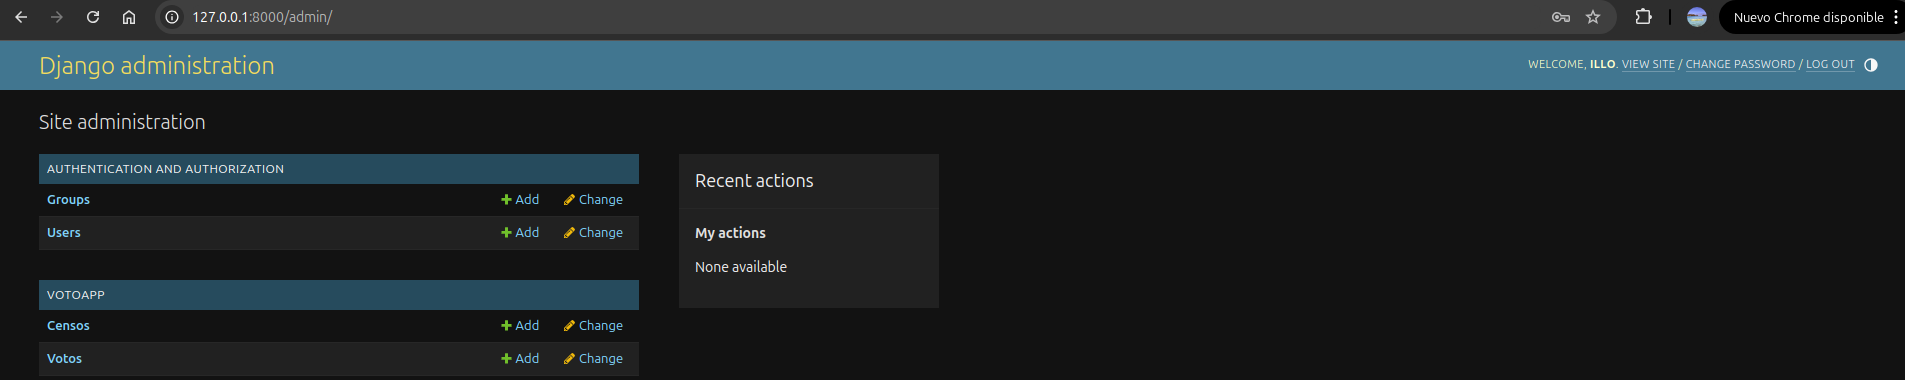 127.0.0.1:8000/admin/
Nuevo Chrome disponible
Django administration
WELCOME, ILLO. VIEW SITE / CHANGE PASSWORD / LOG OUT
Site administration
AUTHENTICATION AND AUTHORIZATION
Groups Add Change
Users Add Change
VOTOAPP
Censos Add Change
Votos Add Change
Recent actions
My actions
None available